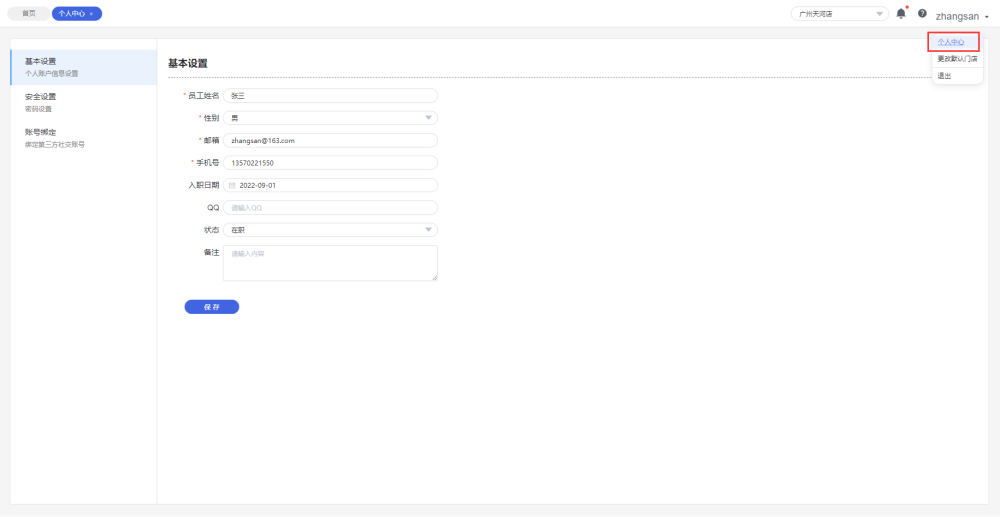 首页
个人中心
广州天河店
zhangsan
个人中心
更改默认门店
退出
基本设置
个人账户信息设置
安全设置
密码设置
账号绑定
绑定第三方社交账号
基本设置
* 员工姓名 张三
* 性别 男
* 邮箱 zhangsan@163.com
* 手机号 13570221550
入职日期 2022-09-01
QQ 请输入QQ
状态 在职
备注 请输入内容
保存